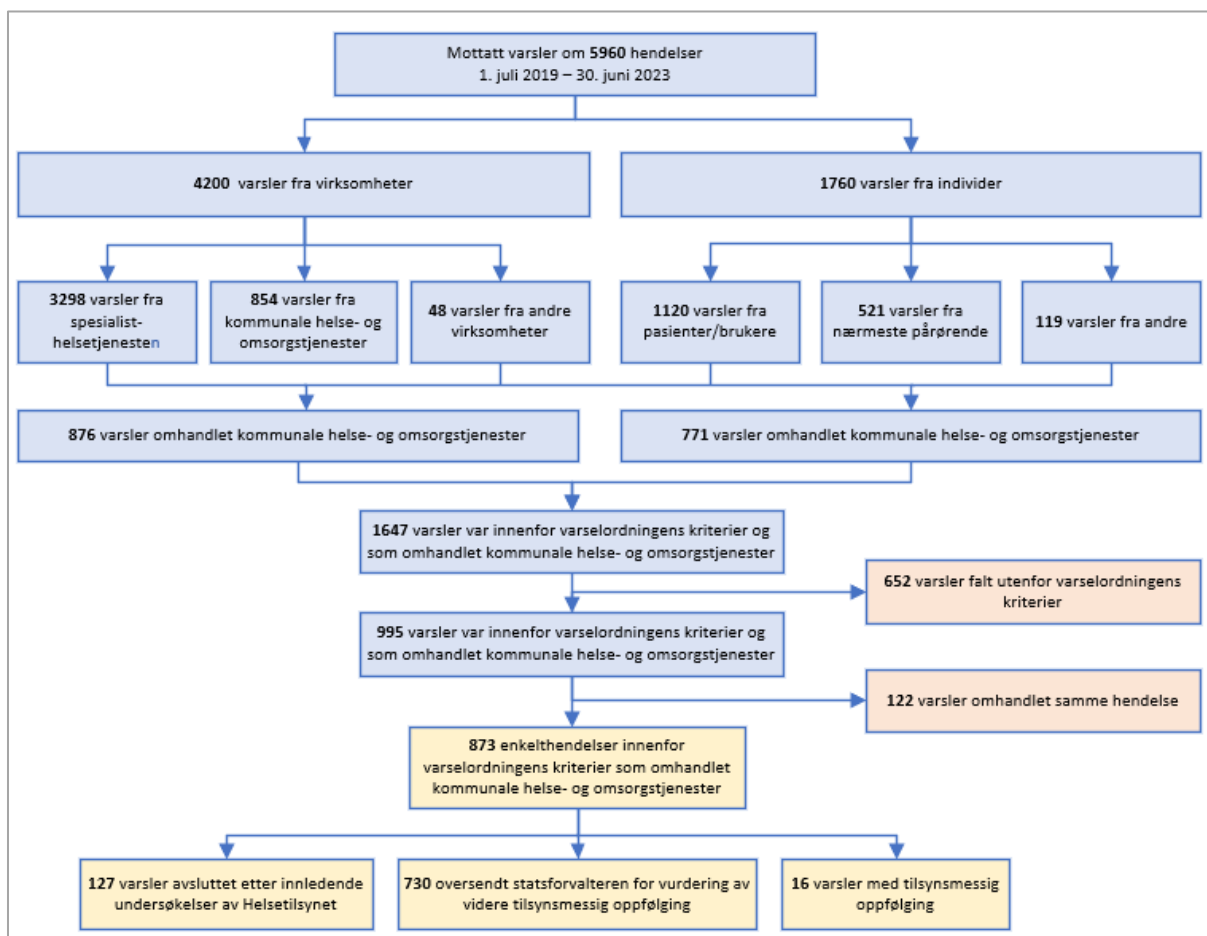 Mottatt varsler om 5960 hendelser
1. juli 2019 – 30. juni 2023
4200 varsler fra virksomheter
1760 varsler fra individer
3298 varsler fra
spesialist-
helsetjenesten
854 varsler fra
kommunale helse- og
omsorgstjenester
48 varsler fra andre
virksomheter
1120 varsler fra
pasienter/brukere
521 varsler fra
nærmeste pårørende
119 varsler fra andre
876 varsler omhandlet kommunale helse- og omsorgstjenester
771 varsler omhandlet kommunale helse- og omsorgstjenester
1647 varsler var innenfor varselordningens kriterier og
som omhandlet kommunale helse- og omsorgstjenester
652 varsler falt utenfor varselordningens
kriterier
995 varsler var innenfor varselordningens kriterier og
som omhandlet kommunale helse- og omsorgstjenester
122 varsler omhandlet samme hendelse
873 enkelthendelser innenfor
varselordningens kriterier som omhandlet
kommunale helse- og omsorgstjenester
127 varsler avsluttet etter innledende
undersøkelser av Helsetilsynet
730 oversendt statsforvalteren for vurdering av
videre tilsynsmessig oppfølging
16 varsler med tilsynsmessig
oppfølging